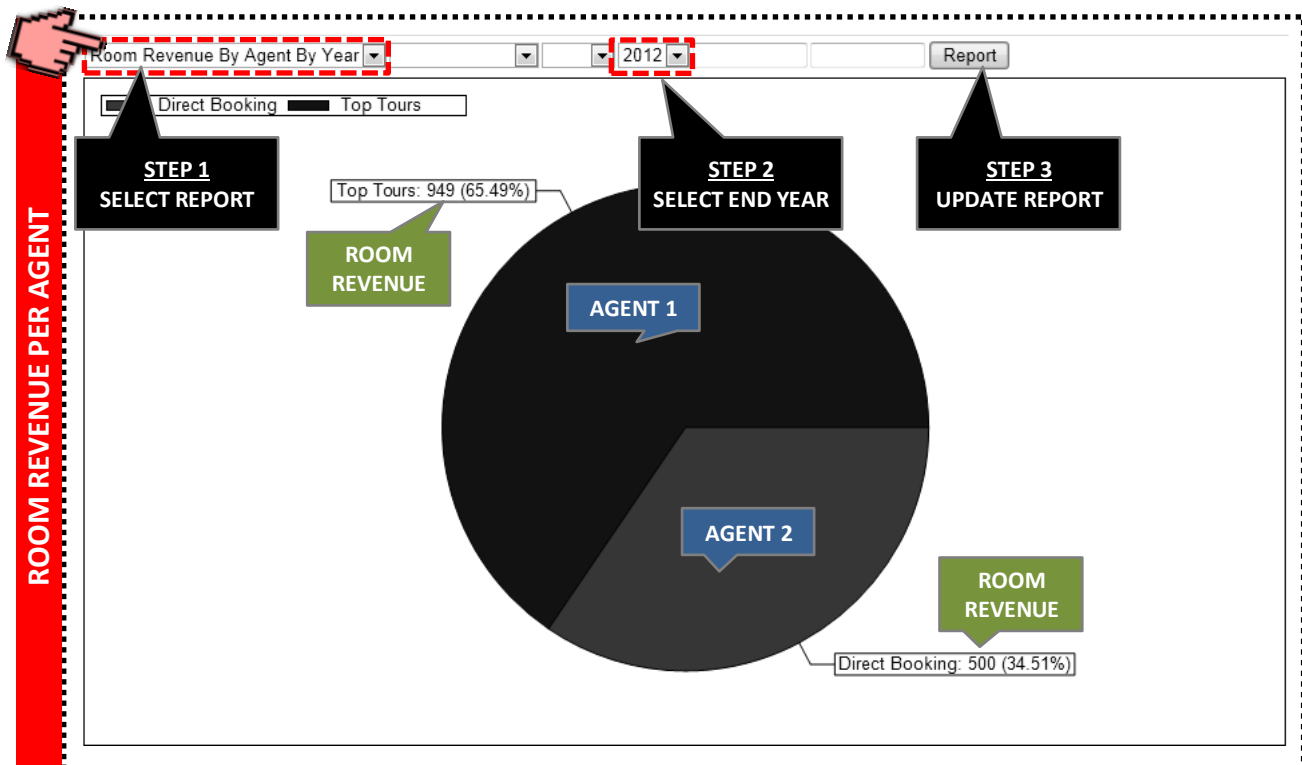 Room Revenue By Agent By Year
2012
Report
Direct Booking
Top Tours
STEP 1
SELECT REPORT
STEP 2
SELECT END YEAR
STEP 3
UPDATE REPORT
Top Tours: 949 (65.49%)
ROOM
REVENUE
AGENT 1
AGENT 2
ROOM
REVENUE
Direct Booking: 500 (34.51%)
ROOM REVENUE PER AGENT